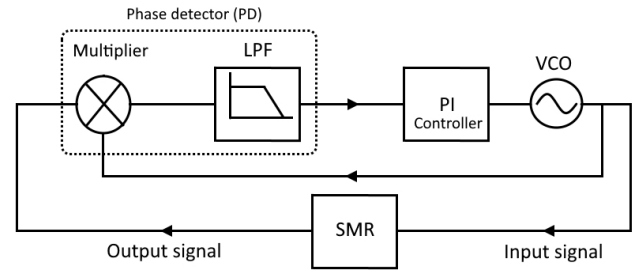 Phase detector (PD)
Multiplier
LPF
VCO
PI
Controller
SMR
Output signal
Input signal